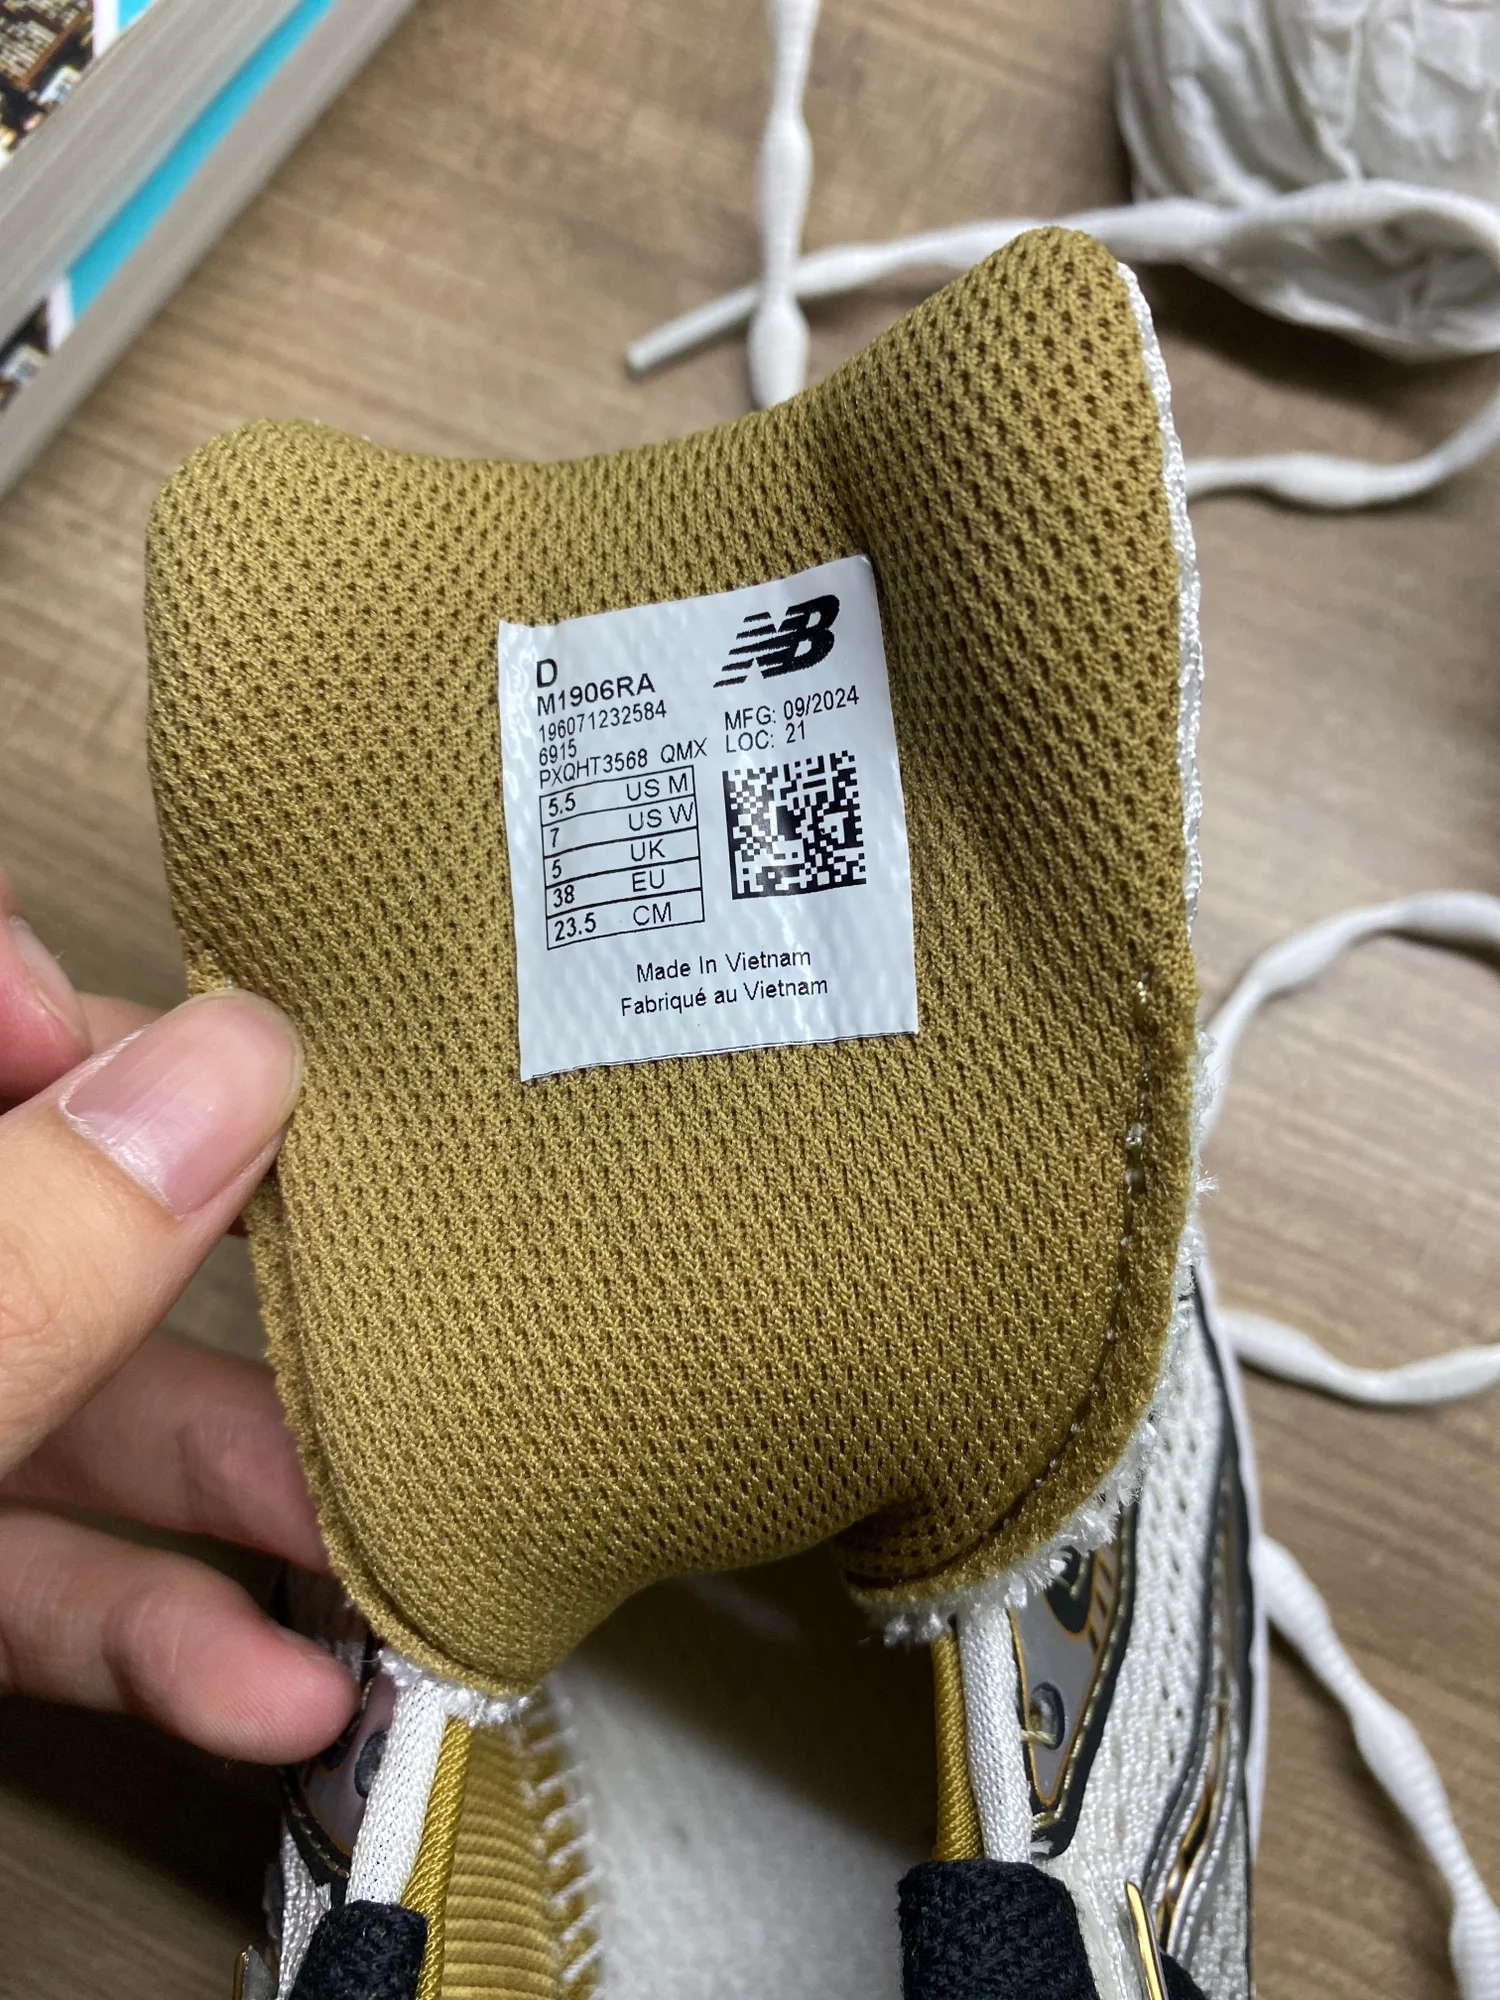 D
M1906RA
196071232584
6915
PXQHT3568 QMX
NB
MFG: 09/2024
LOC: 21
5.5 US M
7 US W
5 UK
38 EU
23.5 CM
Made In Vietnam
Fabriqué au Vietnam